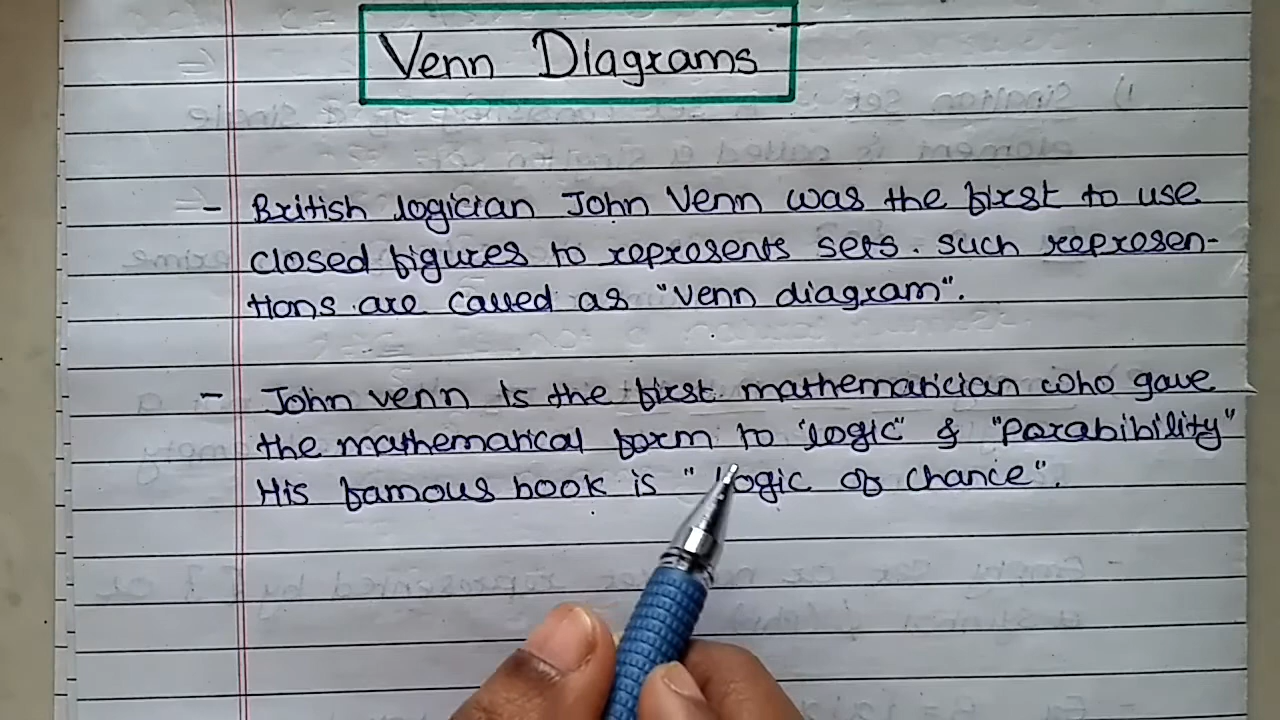 Venn Diagrams
- British logician John Venn was the first to use
closed figures to represents sets. such represen-
tions are called as "Venn diagram".
- John venn is the first mathematician who gave
the mathematical form to "logic" & "Parabibility"
His famous book is "Logic of chance".